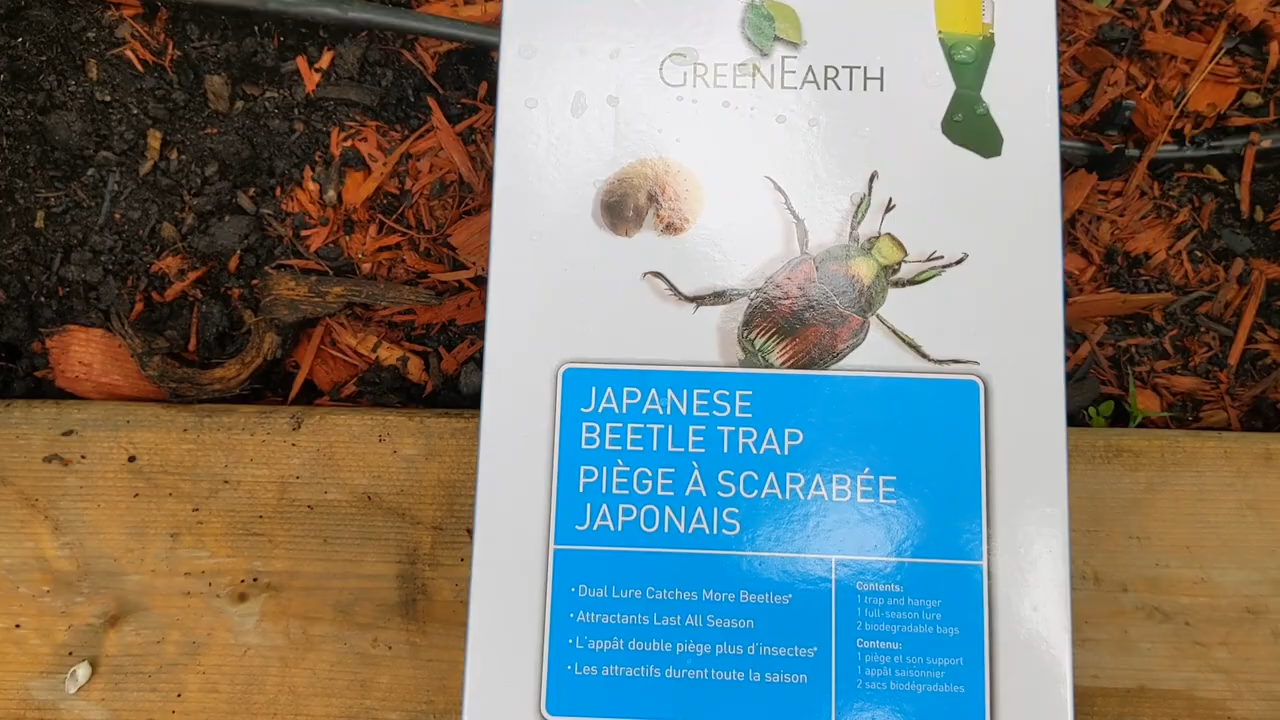 GREENEARTH
JAPANESE
BEETLE TRAP
PIÈGE À SCARABÉE
JAPONAIS
• Dual Lure Catches More Beetles*
• Attractants Last All Season
• L'appât double piège plus d'insectes*
• Les attractifs durent toute la saison
Contents:
1 trap and hanger
1 full-season lure
2 biodegradable bags
Contenu:
1 piège et son support
1 appât saisonnier
2 sacs biodégradables